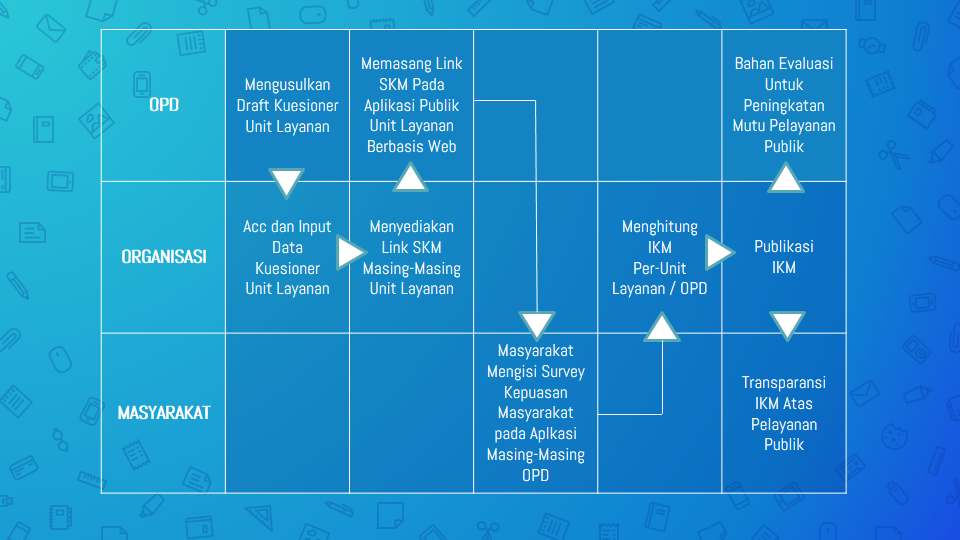 OPD
Mengusulkan
Draft Kuesioner
Unit Layanan
Memasang Link
SKM Pada
Aplikasi Publik
Unit Layanan
Berbasis Web
Bahan Evaluasi
Untuk
Peningkatan
Mutu Pelayanan
Publik
ORGANISASI
Acc dan Input
Data
Kuesioner
Unit Layanan
Menyediakan
Link SKM
Masing-Masing
Unit Layanan
Menghitung
IKM
Per-Unit
Layanan / OPD
Publikasi
IKM
MASYARAKAT
Masyarakat
Mengisi Survey
Kepuasan
Masyarakat
pada Aplkasi
Masing-Masing
OPD
Transparansi
IKM Atas
Pelayanan
Publik